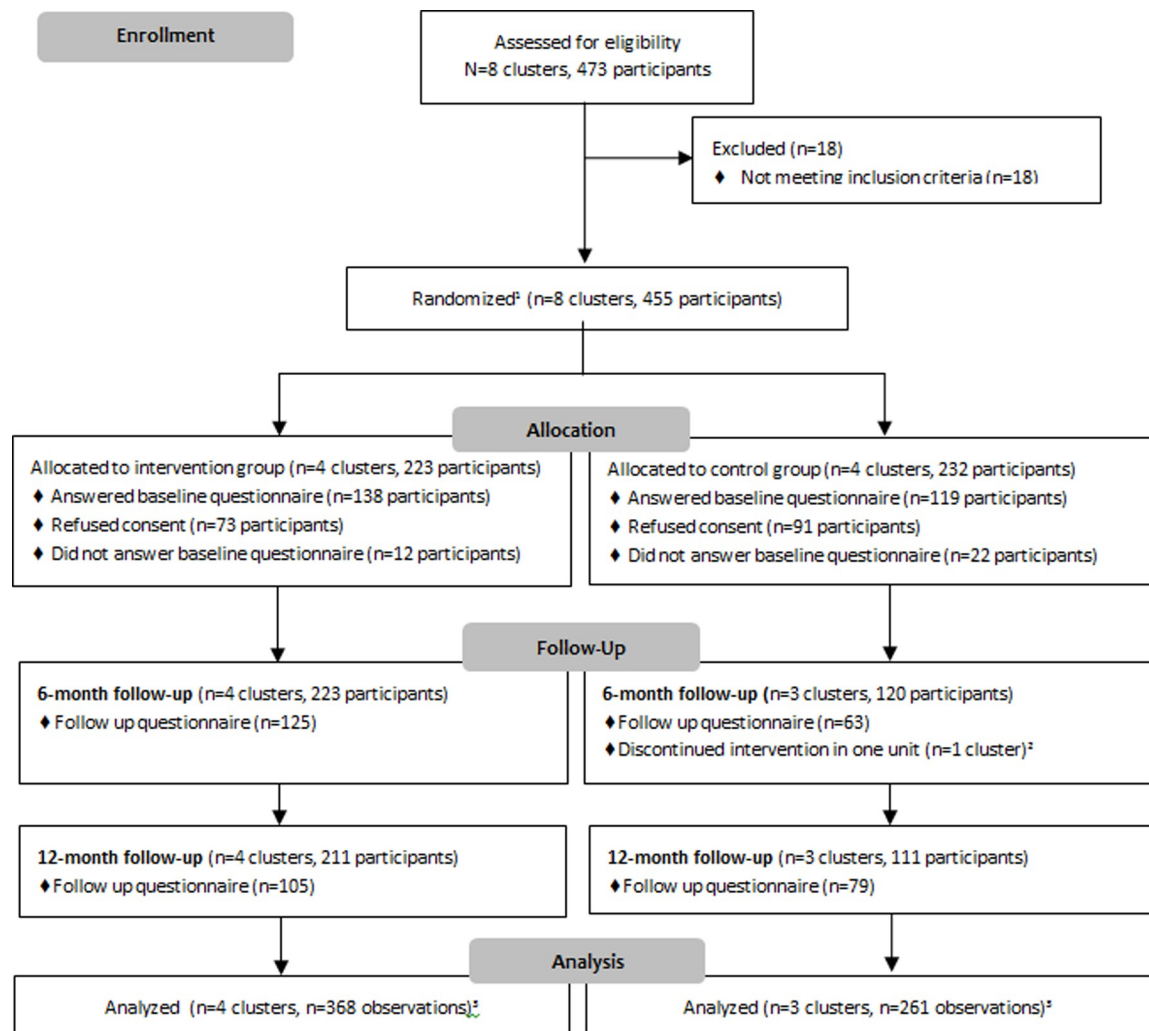 Enrollment
Assessed for eligibility
N=8 clusters, 473 participants
Excluded (n=18)
♦ Not meeting inclusion criteria (n=18)
Randomized¹ (n=8 clusters, 455 participants)
Allocation
Allocated to intervention group (n=4 clusters, 223 participants)
♦ Answered baseline questionnaire (n=138 participants)
♦ Refused consent (n=73 participants)
♦ Did not answer baseline questionnaire (n=12 participants)
Allocated to control group (n=4 clusters, 232 participants)
♦ Answered baseline questionnaire (n=119 participants)
♦ Refused consent (n=91 participants)
♦ Did not answer baseline questionnaire (n=22 participants)
Follow-Up
6-month follow-up (n=4 clusters, 223 participants)
♦ Follow up questionnaire (n=125)
6-month follow-up (n=3 clusters, 120 participants)
♦ Follow up questionnaire (n=63)
♦ Discontinued intervention in one unit (n=1 cluster)²
12-month follow-up (n=4 clusters, 211 participants)
♦ Follow up questionnaire (n=105)
12-month follow-up (n=3 clusters, 111 participants)
♦ Follow up questionnaire (n=79)
Analysis
Analyzed (n=4 clusters, n=368 observations)³
Analyzed (n=3 clusters, n=261 observations)³